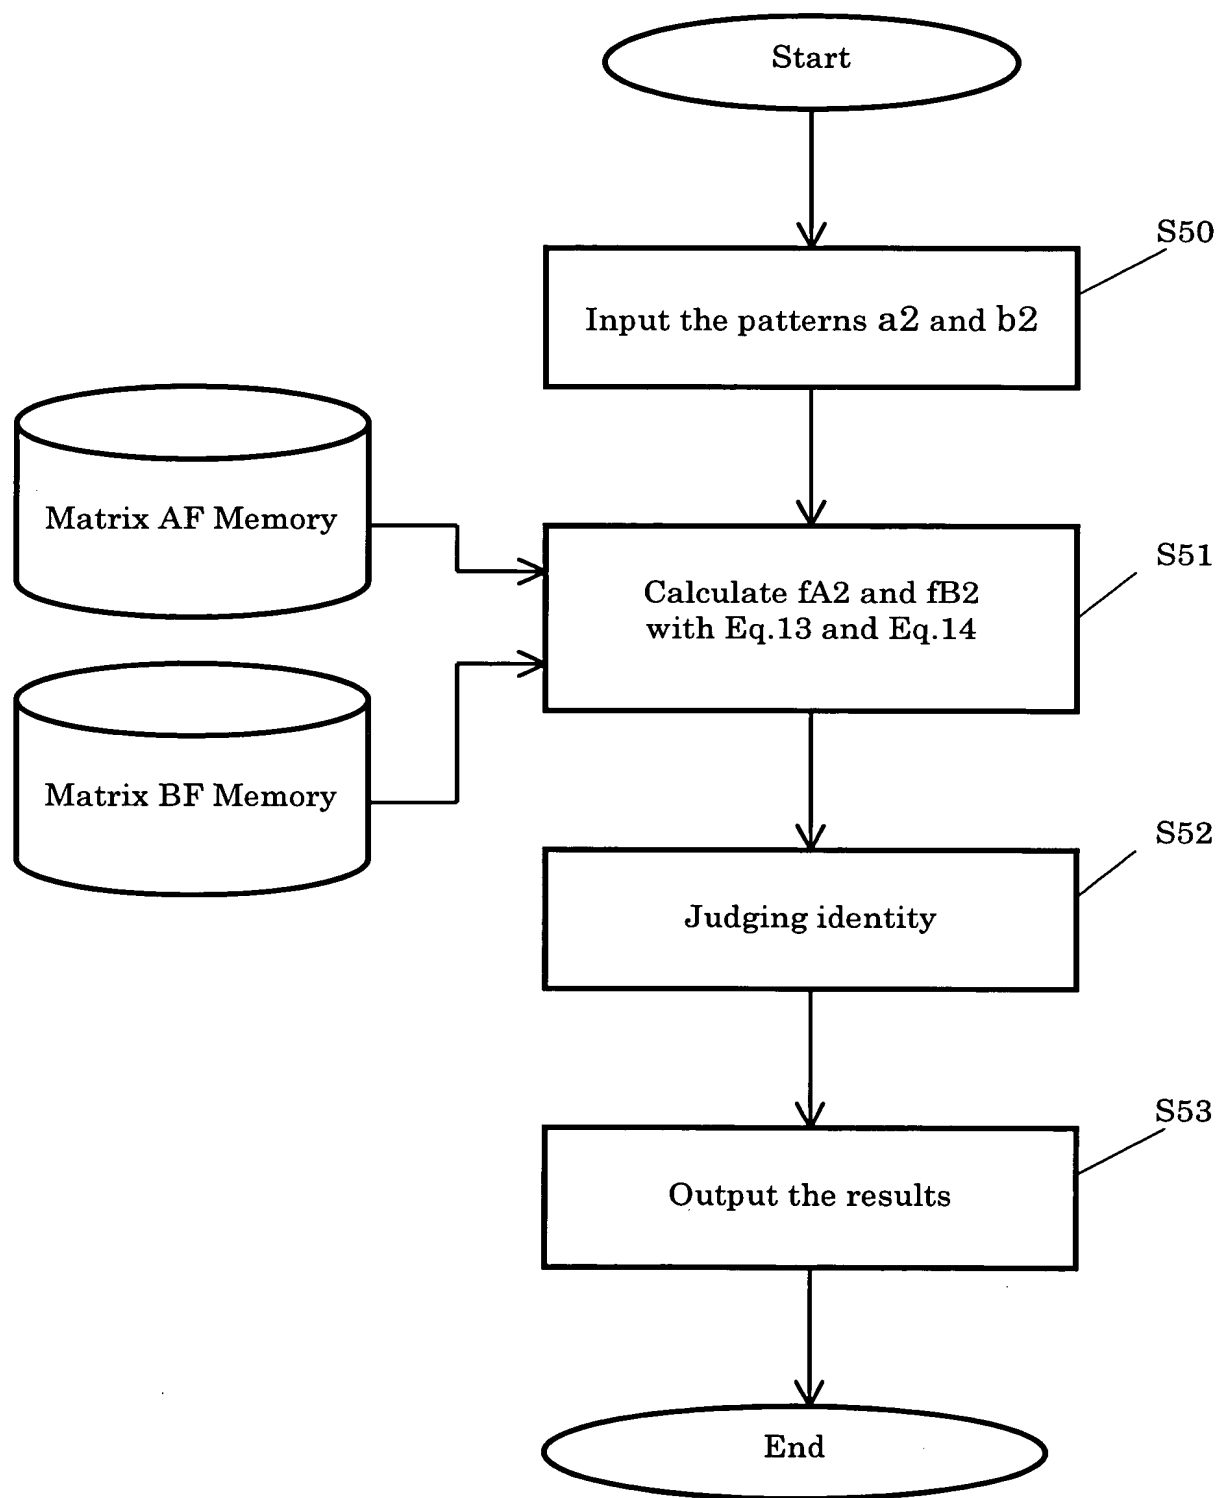 Start
S50
Input the patterns a2 and b2
Matrix AF Memory
S51
Calculate fA2 and fB2
with Eq.13 and Eq.14
Matrix BF Memory
S52
Judging identity
S53
Output the results
End